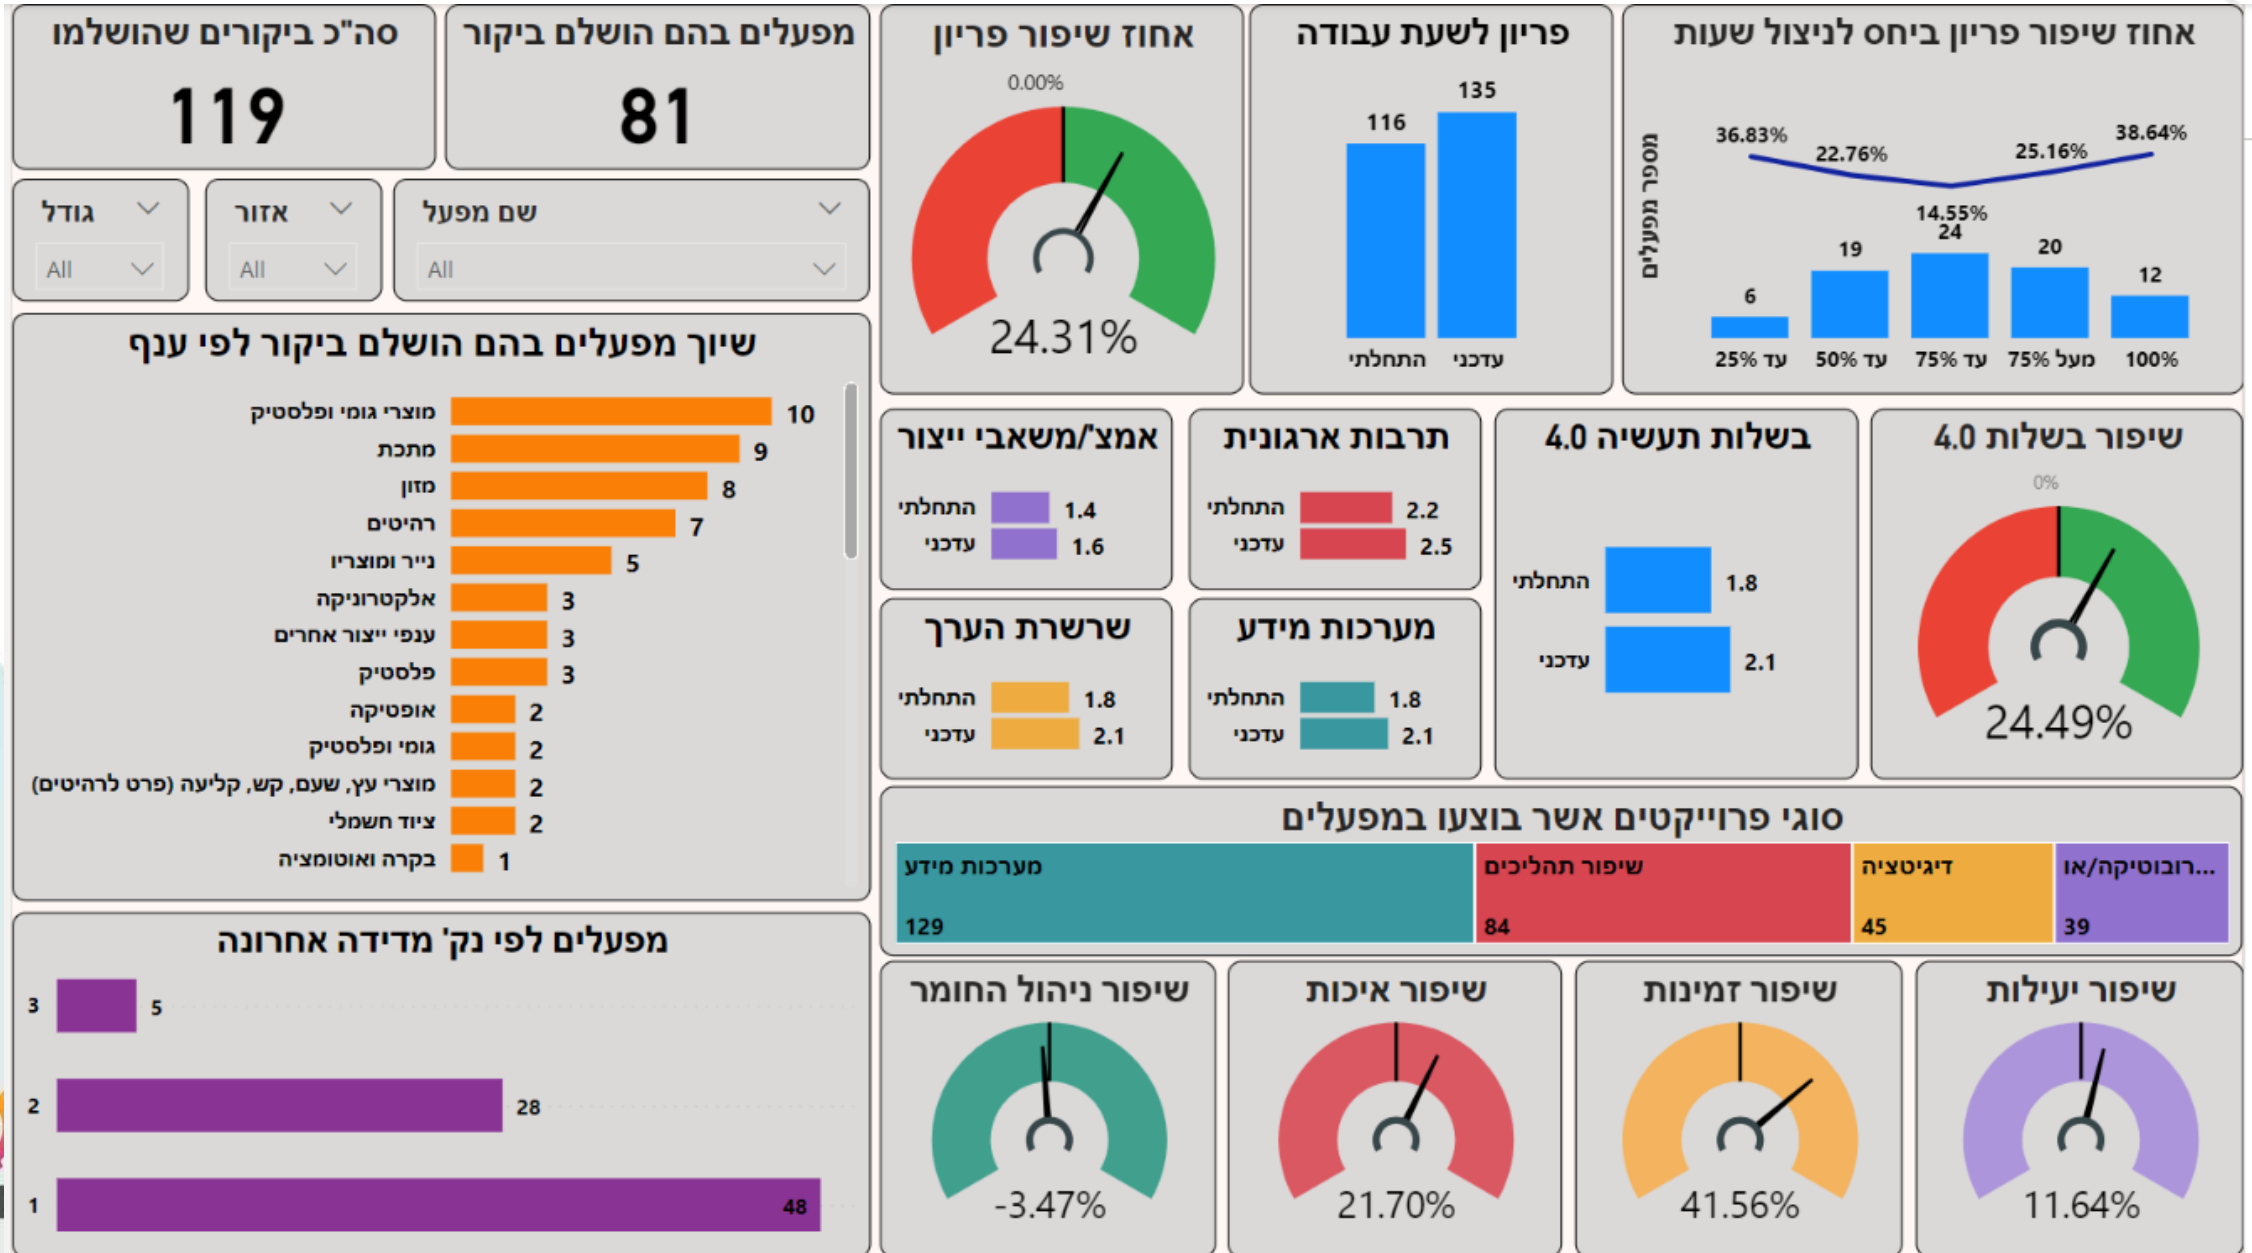 סה"כ ביקורים שהושלמו
119
מפעלים בהם הושלם ביקור
81
גודל
All
אזור
All
שם מפעל
All
שיוך מפעלים בהם הושלם ביקור לפי ענף
מוצרי גומי ופלסטיק 10
מתכת 9
מזון 8
רהיטים 7
נייר ומוצריו 5
אלקטרוניקה 3
ענפי ייצור אחרים 3
פלסטיק 3
אופטיקה 2
גומי ופלסטיק 2
מוצרי עץ, שעם, קש, קליעה (פרט לרהיטים) 2
ציוד חשמלי 2
בקרה ואוטומציה 1
מפעלים לפי נק' מדידה אחרונה
3 5
2 28
1 48
אחוז שיפור פריון
0.00%
24.31%
פריון לשעת עבודה
116 135
התחלתי עדכני
אחוז שיפור פריון ביחס לניצול שעות
מספר מפעלים
36.83% 22.76% 14.55% 25.16% 38.64%
6 19 24 20 12
עד 25% עד 50% עד 75% מעל 75% 100%
אמצ'/משאבי ייצור
התחלתי 1.4
עדכני 1.6
תרבות ארגונית
התחלתי 2.2
עדכני 2.5
שרשרת הערך
התחלתי 1.8
עדכני 2.1
מערכות מידע
התחלתי 1.8
עדכני 2.1
בשלות תעשיה 4.0
התחלתי 1.8
עדכני 2.1
שיפור בשלות 4.0
0%
24.49%
סוגי פרוייקטים אשר בוצעו במפעלים
מערכות מידע
129
שיפור תהליכים
84
דיגיטציה
45
רובוטיקה/או...
39
שיפור ניהול החומר
-3.47%
שיפור איכות
21.70%
שיפור זמינות
41.56%
שיפור יעילות
11.64%